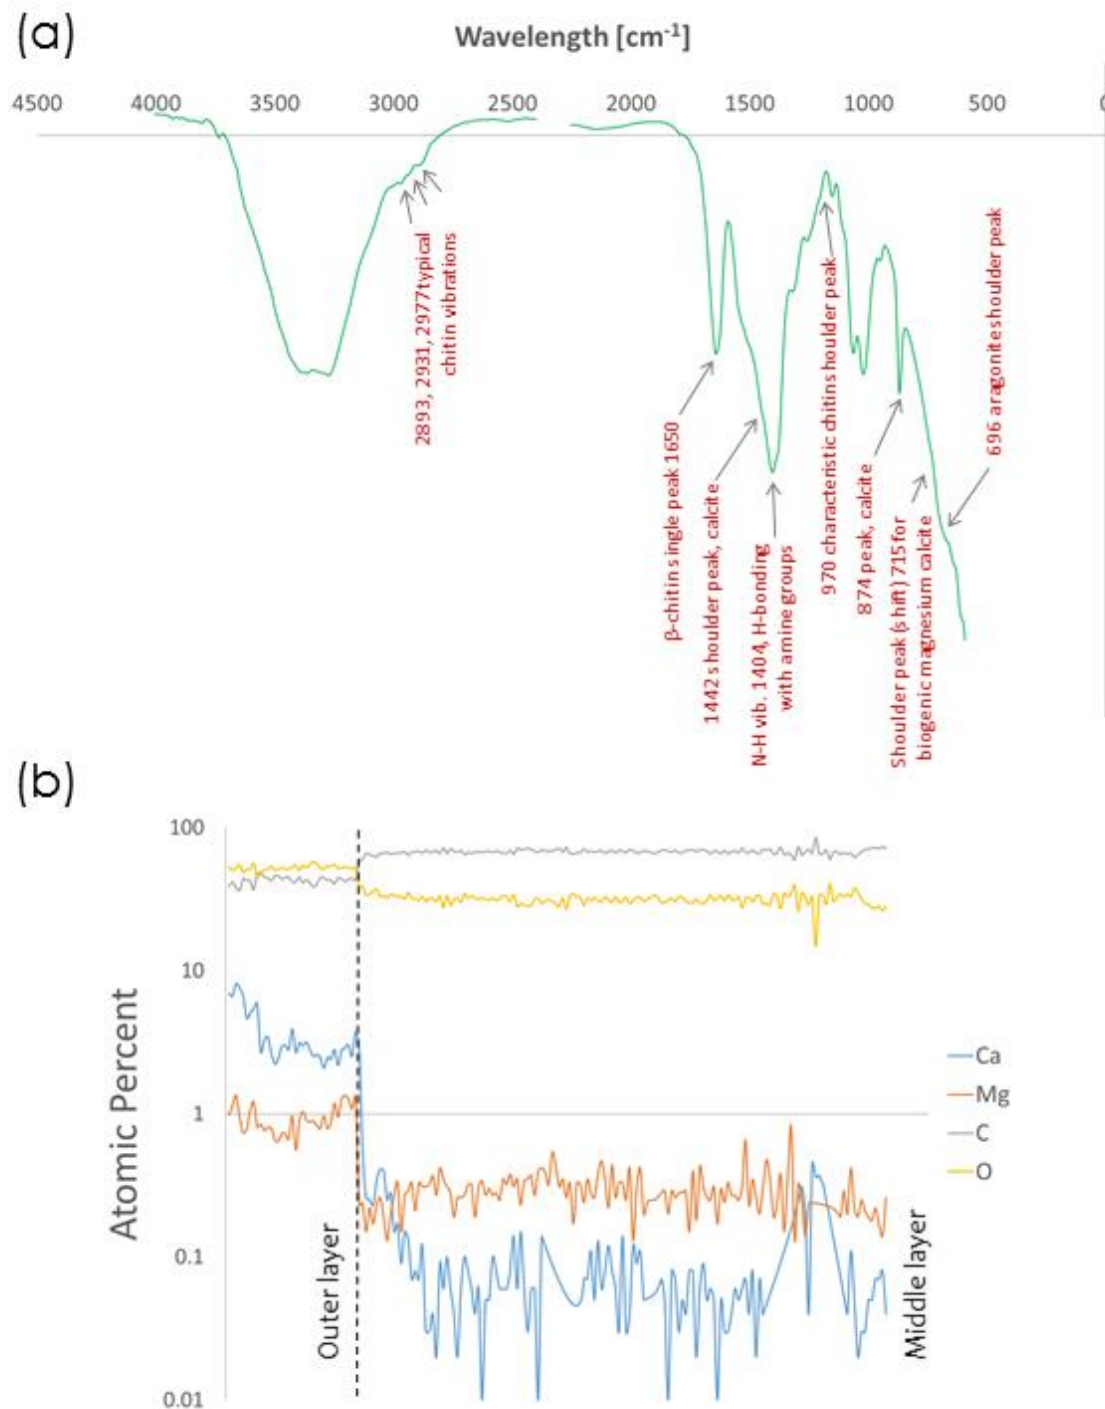 (a)
Wavelength [cm⁻¹]
4500 4000 3500 3000 2500 2000 1500 1000 500 0
2893, 2931, 2977 typical
chitin vibrations
β-chitin single peak 1650
1442 shoulder peak, calcite
N-H vib. 1404, H-bonding
with amine groups
970 characteristic chitin shoulder peak
874 peak, calcite
Shoulder peak (shift) 715 for
biogenic magnesium calcite
696 aragonite shoulder peak
(b)
Atomic Percent
100
10
1
0.1
0.01
Outer layer
Middle layer
Ca
Mg
C
O